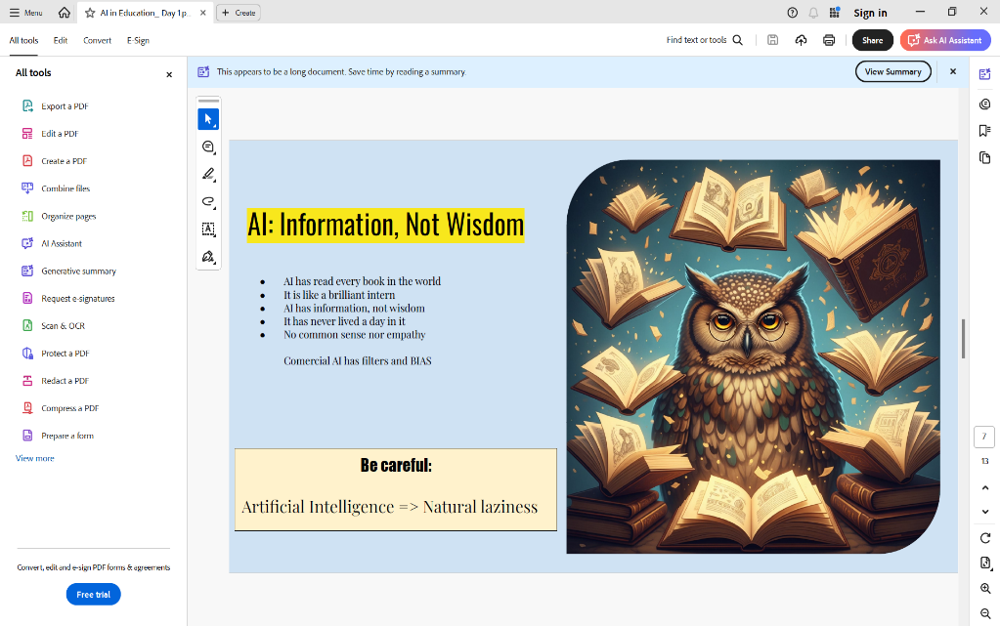 Menu
AI in Education_ Day 1 p...
Create
Sign in
All tools
Edit
Convert
E-Sign
Find text or tools
Share
Ask AI Assistant
All tools
Export a PDF
Edit a PDF
Create a PDF
Combine files
Organize pages
AI Assistant
Generative summary
Request e-signatures
Scan & OCR
Protect a PDF
Redact a PDF
Compress a PDF
Prepare a form
View more
Convert, edit and e-sign PDF forms & agreements
Free trial
This appears to be a long document. Save time by reading a summary.
View Summary
AI: Information, Not Wisdom
AI has read every book in the world
It is like a brilliant intern
AI has information, not wisdom
It has never lived a day in it
No common sense nor empathy
Comercial AI has filters and BIAS
Be careful:
Artificial Intelligence => Natural laziness
7
13